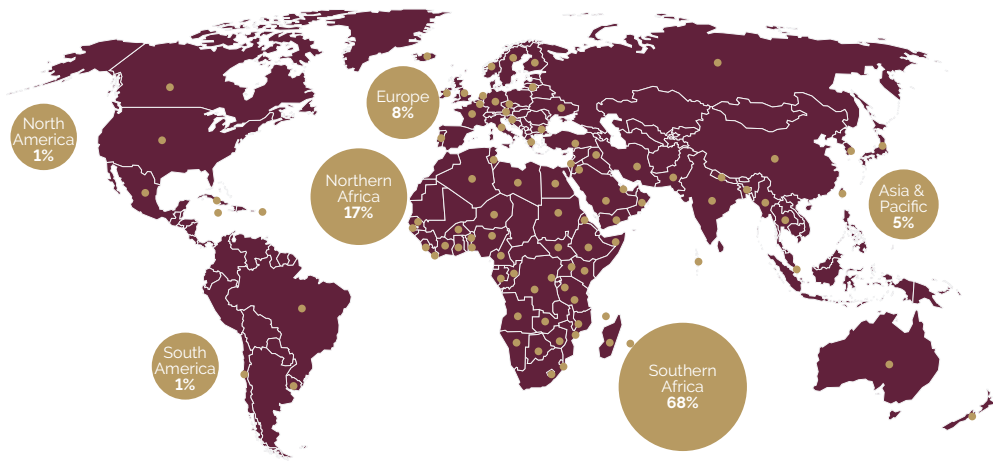 Europe
8%
North
America
1%
Northern
Africa
17%
Asia &
Pacific
5%
South
America
1%
Southern
Africa
68%